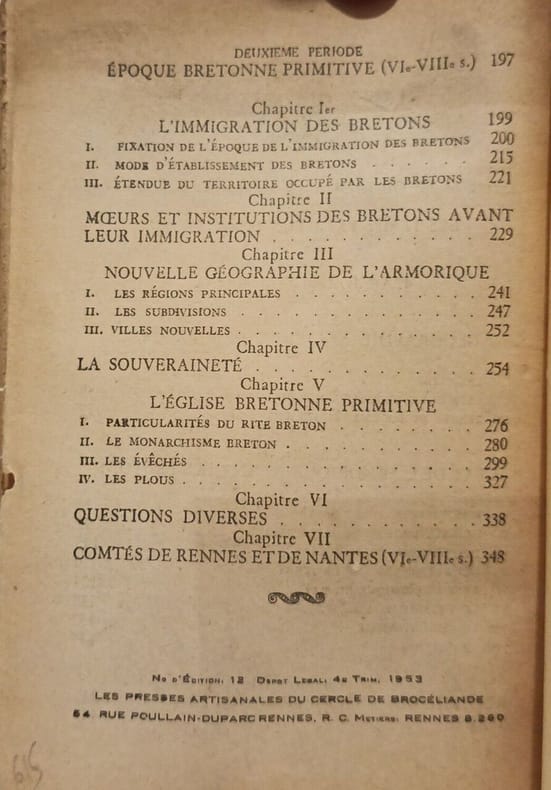 DEUXIEME PERIODE
ÉPOQUE BRETONNE PRIMITIVE (VIe-VIIIe s.) 197
Chapitre Ier
L'IMMIGRATION DES BRETONS 199
I. FIXATION DE L'ÉPOQUE DE L'IMMIGRATION DES BRETONS 200
II. MODE D'ÉTABLISSEMENT DES BRETONS . . . . . . 215
III. ÉTENDUE DU TERRITOIRE OCCUPÉ PAR LES BRETONS 221
Chapitre II
MŒURS ET INSTITUTIONS DES BRETONS AVANT
LEUR IMMIGRATION . . . . . . . . . . . . 229
Chapitre III
NOUVELLE GÉOGRAPHIE DE L'ARMORIQUE
I. LES RÉGIONS PRINCIPALES . . . . . . . . . . 241
II. LES SUBDIVISIONS . . . . . . . . . . . . 247
III. VILLES NOUVELLES . . . . . . . . . . . . 252
Chapitre IV
LA SOUVERAINETÉ . . . . . . . . . . . . 254
Chapitre V
L'ÉGLISE BRETONNE PRIMITIVE
I. PARTICULARITÉS DU RITE BRETON . . . . . . . . 276
II. LE MONARCHISME BRETON . . . . . . . . . . 280
III. LES ÉVÊCHÉS . . . . . . . . . . . . . 299
IV. LES PLOUS . . . . . . . . . . . . . . 327
Chapitre VI
QUESTIONS DIVERSES . . . . . . . . . . . 338
Chapitre VII
COMTÉS DE RENNES ET DE NANTES (VIe-VIIIe s.) 348
No d'Édition: 12 Depot Legal: 4e Trim. 1953
LES PRESSES ARTISANALES DU CERCLE DE BROCÉLIANDE
54 RUE POULLAIN-DUPARC RENNES, R. C. Metiers: RENNES 8.260